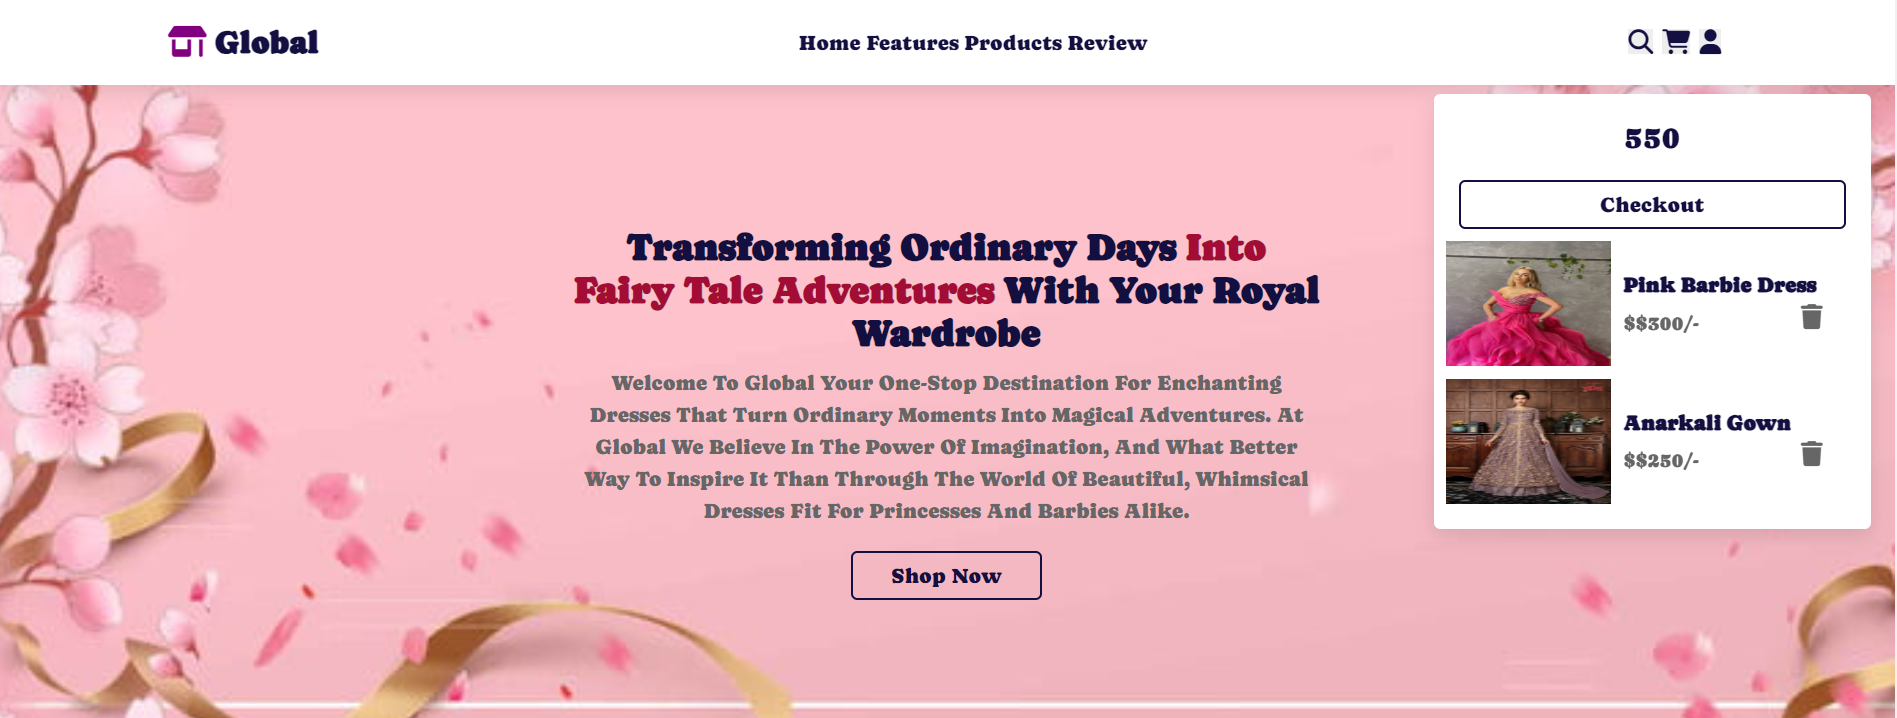 Global
Home Features Products Review
550
Checkout
Pink Barbie Dress
$$300/-
Anarkali Gown
$$250/-
Transforming Ordinary Days Into
Fairy Tale Adventures With Your Royal
Wardrobe
Welcome To Global Your One-Stop Destination For Enchanting
Dresses That Turn Ordinary Moments Into Magical Adventures. At
Global We Believe In The Power Of Imagination, And What Better
Way To Inspire It Than Through The World Of Beautiful, Whimsical
Dresses Fit For Princesses And Barbies Alike.
Shop Now